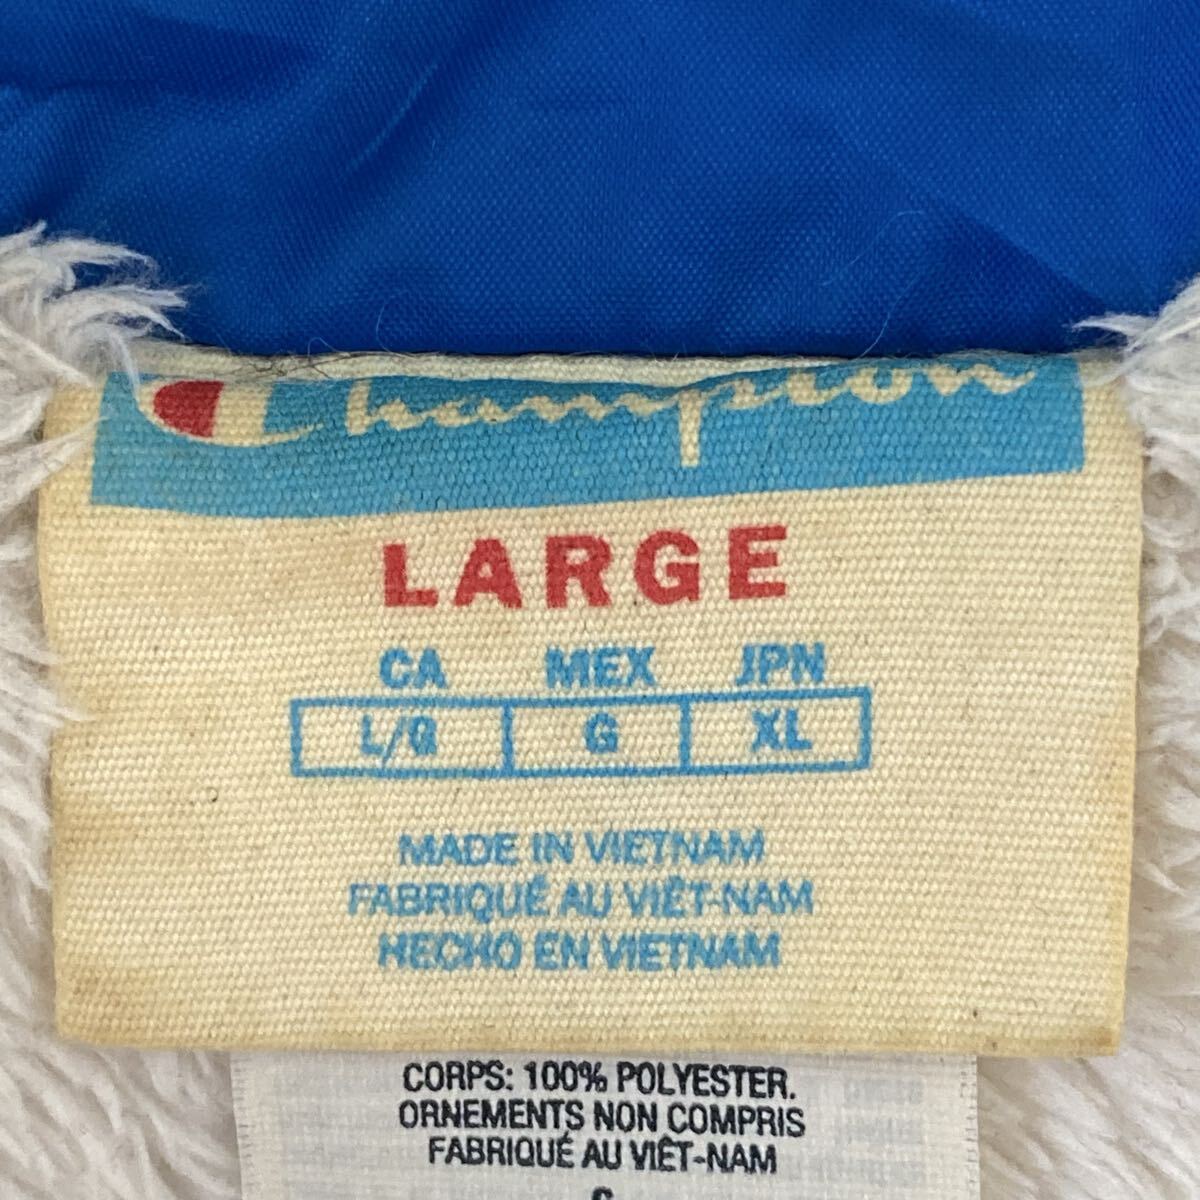 Champion
LARGE
CA MEX JPN
L/G G XL
MADE IN VIETNAM
FABRIQUÉ AU VIÊT-NAM
HECHO EN VIETNAM
CORPS: 100% POLYESTER.
ORNEMENTS NON COMPRIS
FABRIQUÉ AU VIÊT-NAM